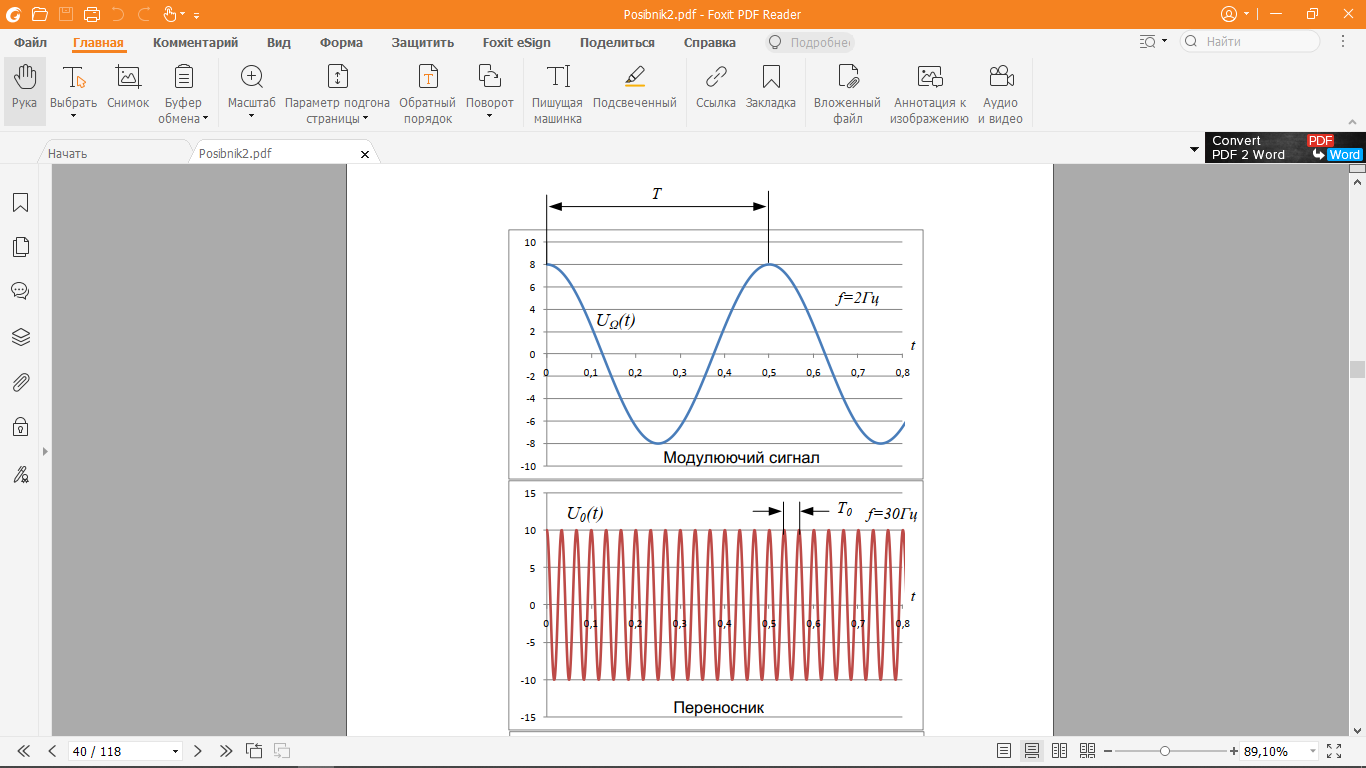 Posibnik2.pdf - Foxit PDF Reader
Файл Главная Комментарий Вид Форма Защитить Foxit eSign Поделиться Справка Подробнее Найти
Рука Выбрать Снимок Буфер обмена Масштаб Параметр подгона страницы Обратный порядок Поворот Пишущая машинка Подсвеченный Ссылка Закладка Вложенный файл Аннотация к изображению Аудио и видео
Начать Posibnik2.pdf
Convert PDF
PDF 2 Word Word
T
10
8
6
f=2Гц
4
UΩ(t)
2
t
0
0 0,1 0,2 0,3 0,4 0,5 0,6 0,7 0,8
-2
-4
-6
-8
Модулюючий сигнал
-10
15
U0(t) T0 f=30Гц
10
5
t
0
0 0,1 0,2 0,3 0,4 0,5 0,6 0,7 0,8
-5
-10
Переносник
-15
40 / 118 89,10%